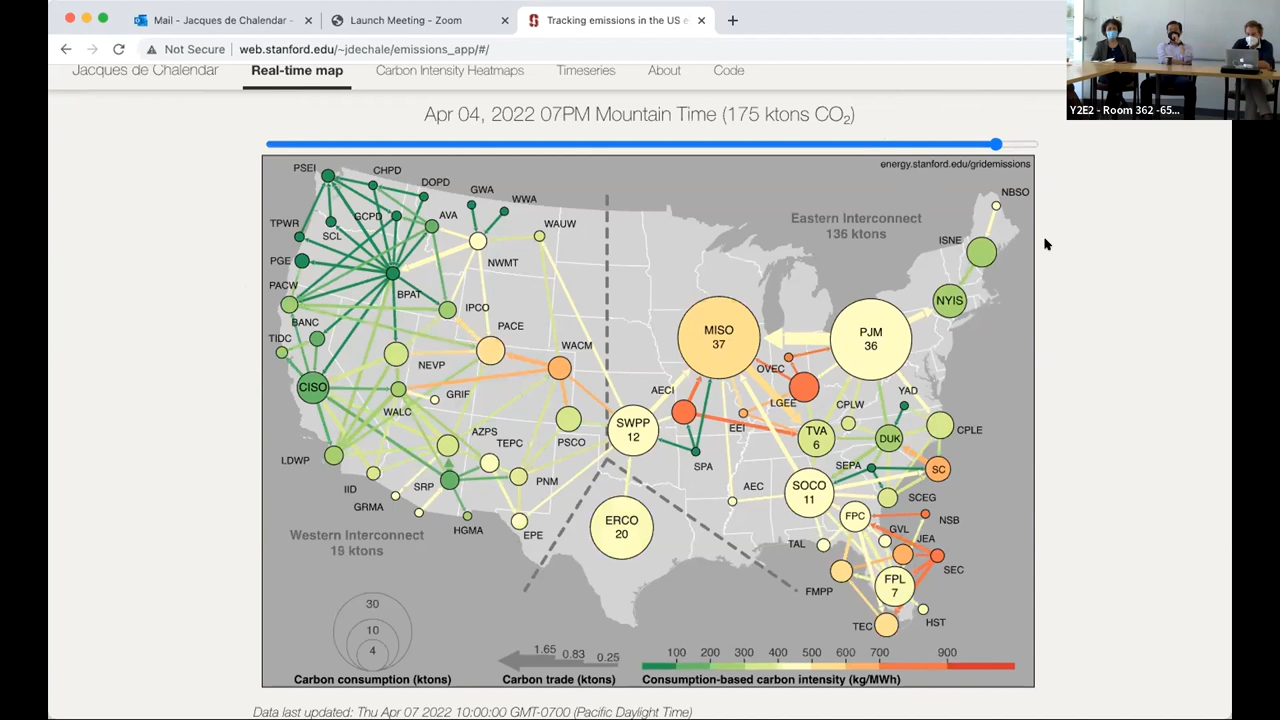 Mail - Jacques de Chalendar -
Launch Meeting - Zoom
Tracking emissions in the US e
Not Secure
web.stanford.edu/~jdechale/emissions_app/#/
Jacques de Chalendar
Real-time map
Carbon Intensity Heatmaps
Timeseries
About
Code
Y2E2 - Room 362 -65...
Apr 04, 2022 07PM Mountain Time (175 ktons CO₂)
energy.stanford.edu/gridemissions
PSEI
CHPD
DOPD
GWA
WWA
NBSO
TPWR
SCL
GCPD
AVA
WAUW
Eastern Interconnect
136 ktons
ISNE
PGE
NWMT
PACW
BPAT
IPCO
NYIS
BANC
PACE
MISO
37
PJM
36
TIDC
NEVP
WACM
OVEC
CISO
GRIF
AECI
LGEE
YAD
WALC
CPLW
SWPP
12
EEI
TVA
6
DUK
CPLE
AZPS
TEPC
PSCO
LDWP
SPA
SEPA
SC
IID
SRP
PNM
AEC
SOCO
11
SCEG
GRMA
HGMA
EPE
ERCO
20
FPC
NSB
GVL
JEA
TAL
SEC
Western Interconnect
15 ktons
FMPP
FPL
7
HST
TEC
30
10
4
Carbon consumption (ktons)
1.65 0.83 0.25
Carbon trade (ktons)
100 200 300 400 500 600 700 900
Consumption-based carbon intensity (kg/MWh)
Data last updated: Thu Apr 07 2022 10:00:00 GMT-0700 (Pacific Daylight Time)